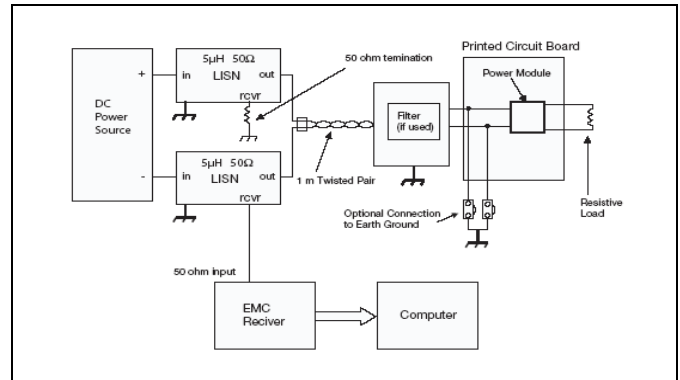 Printed Circuit Board
50 ohm temination
Power Module
5µH 50Ω
LISN
in
out
rcvr
+
DC
Power
Source
-
Filter
(if used)
5µH 50Ω
LISN
in
out
rcvr
1 m Twisted Pair
Optional Connection
to Earth Ground
Resistive
Load
50 ohm input
EMC
Reciver
Computer